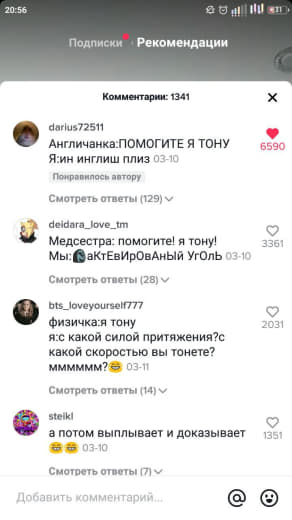 20:56
31
Подписки Рекомендации
Комментарии: 1341
darius72511
Англичанка:ПОМОГИТЕ Я ТОНУ
Я:ин инглиш плиз 03-10
6590
Понравилось автору
Смотреть ответы (129)
deidara_love_tm
Медсестра: помогите! я тону!
Мы:🗿аКтЕвИрОвАнЫй УгОлЬ 03-10
3361
Смотреть ответы (28)
bts_loveyourself777
физичка:я тону
я:с какой силой притяжения?с
какой скоростью вы тонете?
мммммм?😂 03-11
2031
Смотреть ответы (14)
steikl
а потом выплывает и доказывает
😂😂 03-10
1351
Смотреть ответы (7)
Добавить комментарий...